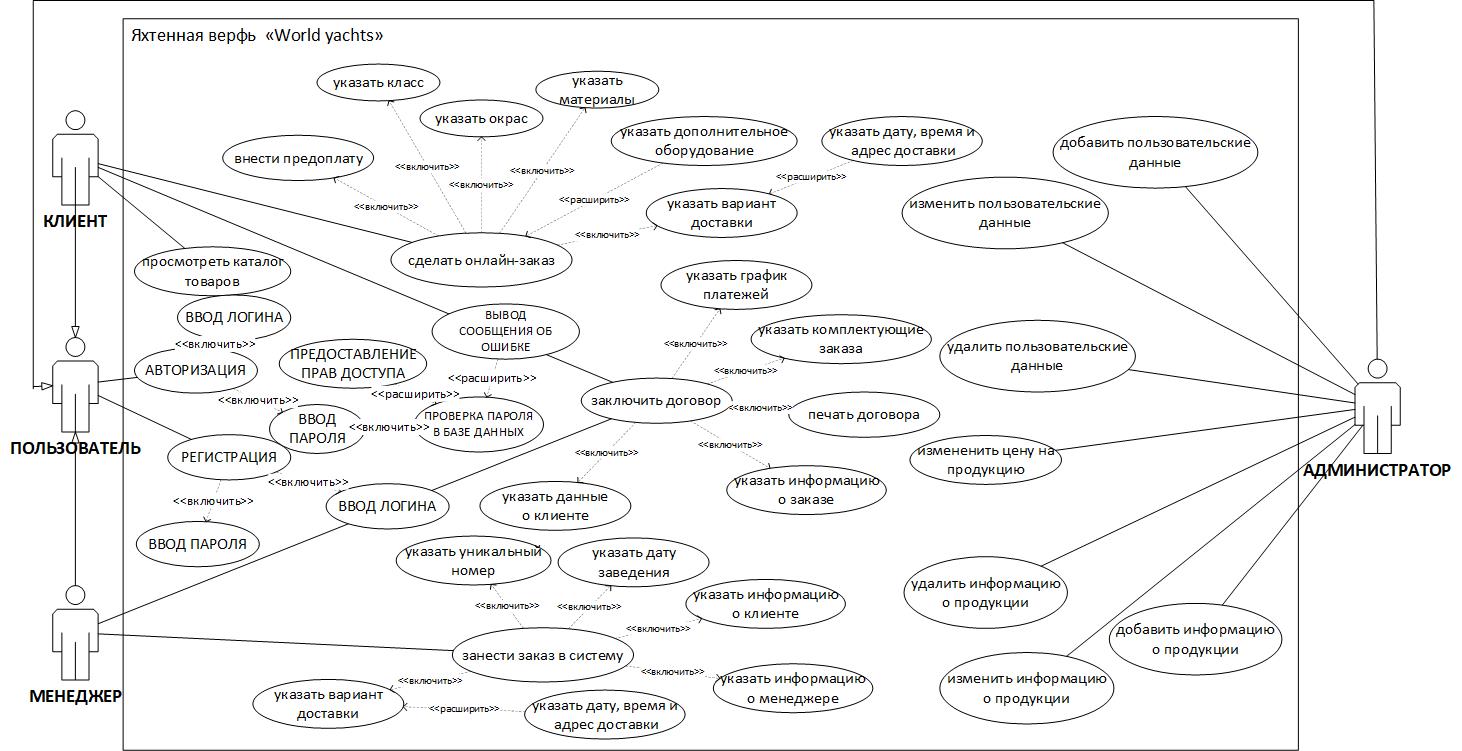 Яхтенная верфь «World yachts»
указать класс
указать
материалы
указать окрас
указать дополнительное
оборудование
указать дату, время и
адрес доставки
добавить пользовательские
данные
внести предоплату
<<включить>>
<<включить>>
<<включить>>
<<расширить>>
<<включить>>
<<расширить>>
указать вариант
доставки
изменить пользовательские
данные
КЛИЕНТ
<<включить>>
сделать онлайн-заказ
просмотреть каталог
товаров
указать график
платежей
ВВОД ЛОГИНА
ВЫВОД
СООБЩЕНИЯ ОБ
ОШИБКЕ
указать комплектующие
заказа
<<включить>>
<<включить>>
удалить пользовательские
данные
АВТОРИЗАЦИЯ
ПРЕДОСТАВЛЕНИЕ
ПРАВ ДОСТУПА
<<расширить>>
<<включить>>
<<включить>>
<<расширить>>
заключить договор
<<включить>>
печать договора
ВВОД
ПАРОЛЯ
<<включить>>
ПРОВЕРКА ПАРОЛЯ
В БАЗЕ ДАННЫХ
ПОЛЬЗОВАТЕЛЬ
РЕГИСТРАЦИЯ
<<включить>>
<<включить>>
измененить цену на
продукцию
АДМИНИСТРАТОР
<<включить>>
<<включить>>
указать информацию
о заказе
ВВОД ЛОГИНА
указать данные
о клиенте
ВВОД ПАРОЛЯ
указать уникальный
номер
указать дату
заведения
удалить информацию
о продукции
<<включить>>
<<включить>>
указать информацию
о клиенте
<<включить>>
добавить информацию
о продукции
занести заказ в систему
МЕНЕДЖЕР
<<включить>>
<<включить>>
указать информацию
о менеджере
изменить информацию
о продукции
указать вариант
доставки
<<расширить>>
указать дату, время и
адрес доставки